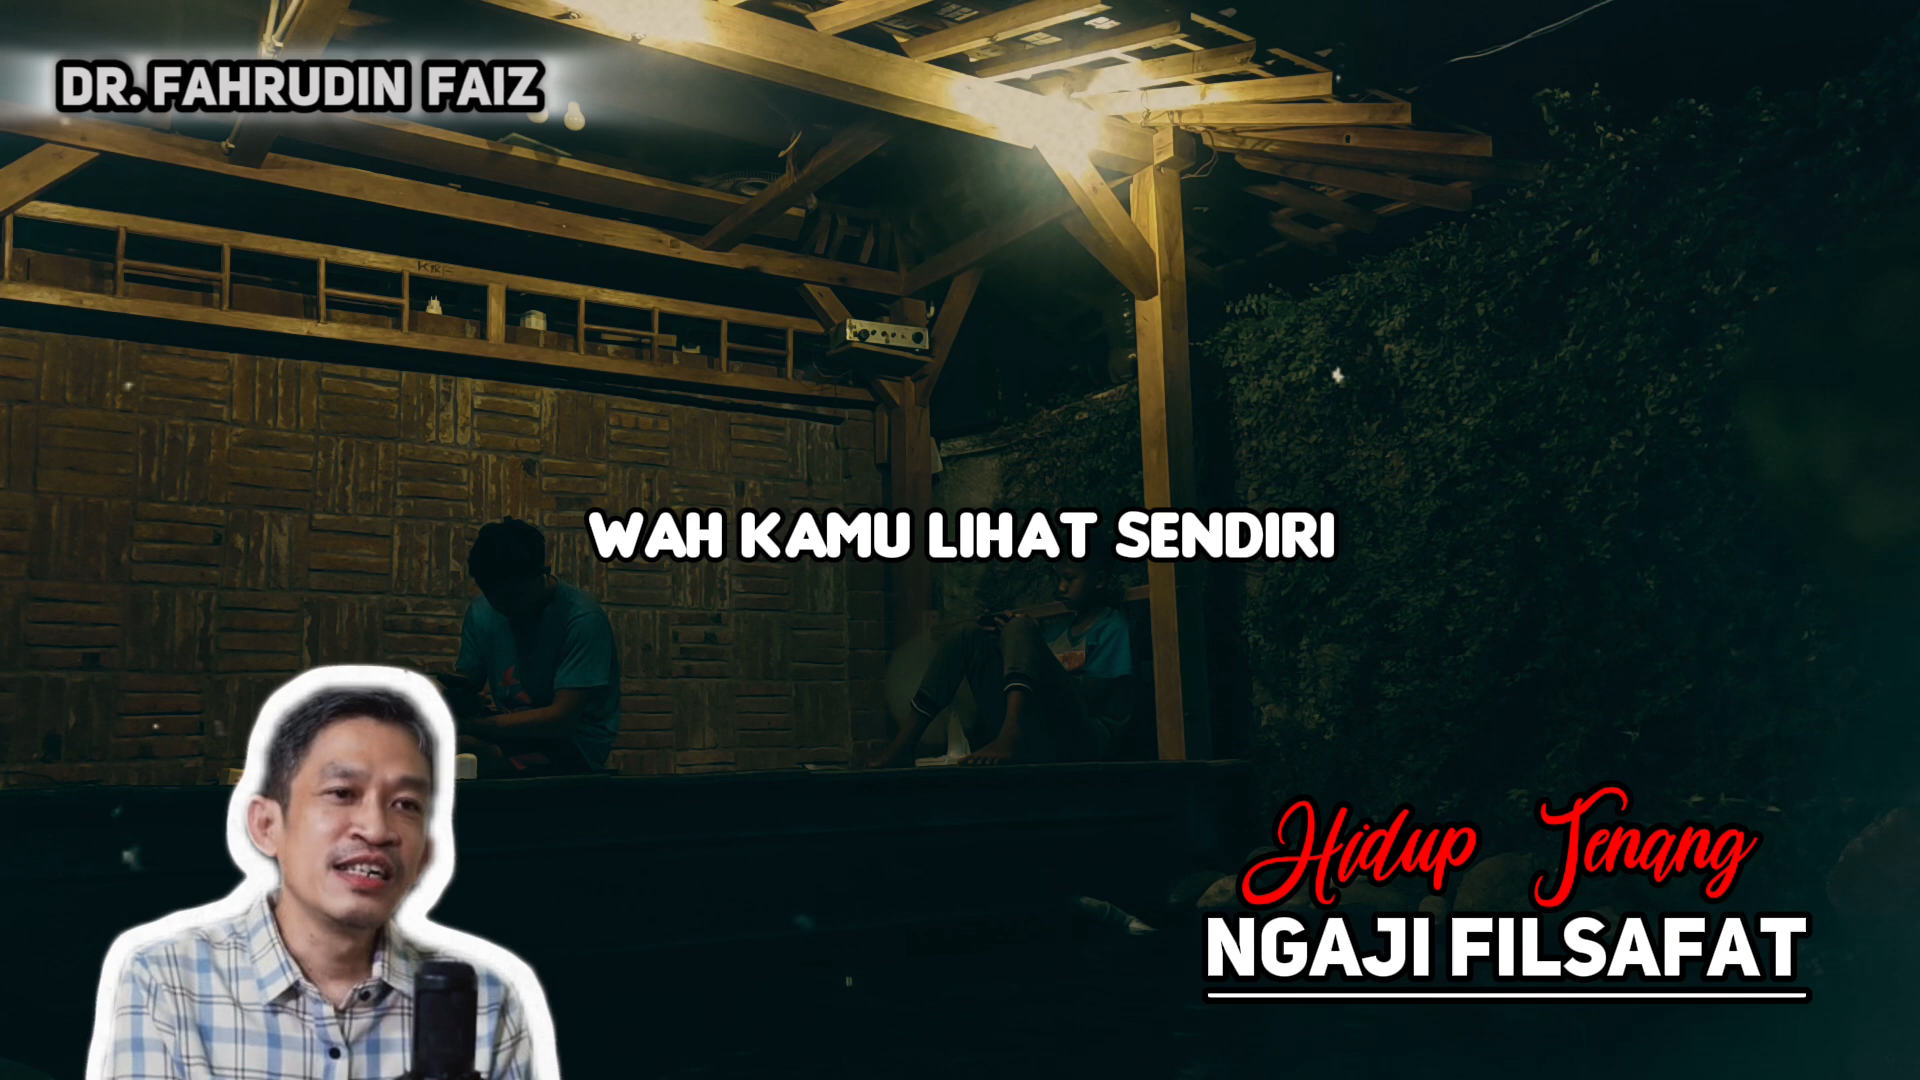 DR. FAHRUDIN FAIZ
WAH KAMU LIHAT SENDIRI
Hidup Tenang
NGAJI FILSAFAT